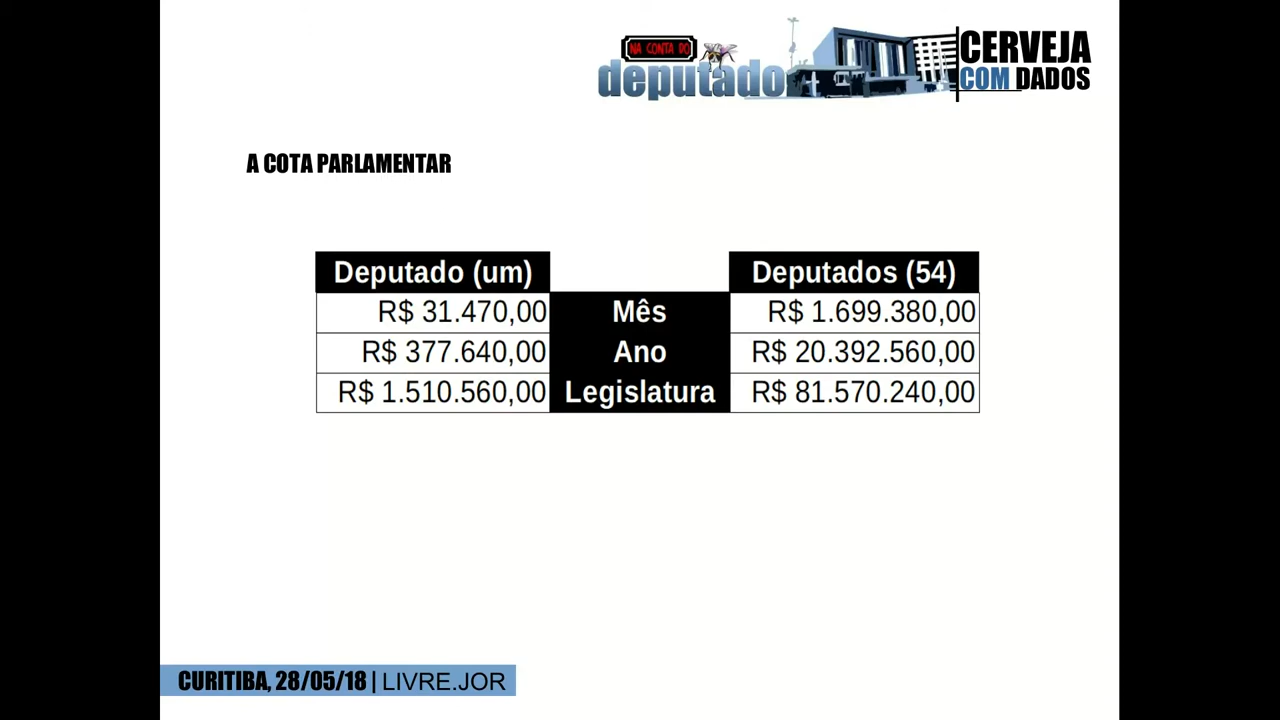 NA CONTA DO
deputado
CERVEJA
COM DADOS
A COTA PARLAMENTAR
Deputado (um) Deputados (54)
R$ 31.470,00 Mês R$ 1.699.380,00
R$ 377.640,00 Ano R$ 20.392.560,00
R$ 1.510.560,00 Legislatura R$ 81.570.240,00
CURITIBA, 28/05/18 | LIVRE.JOR